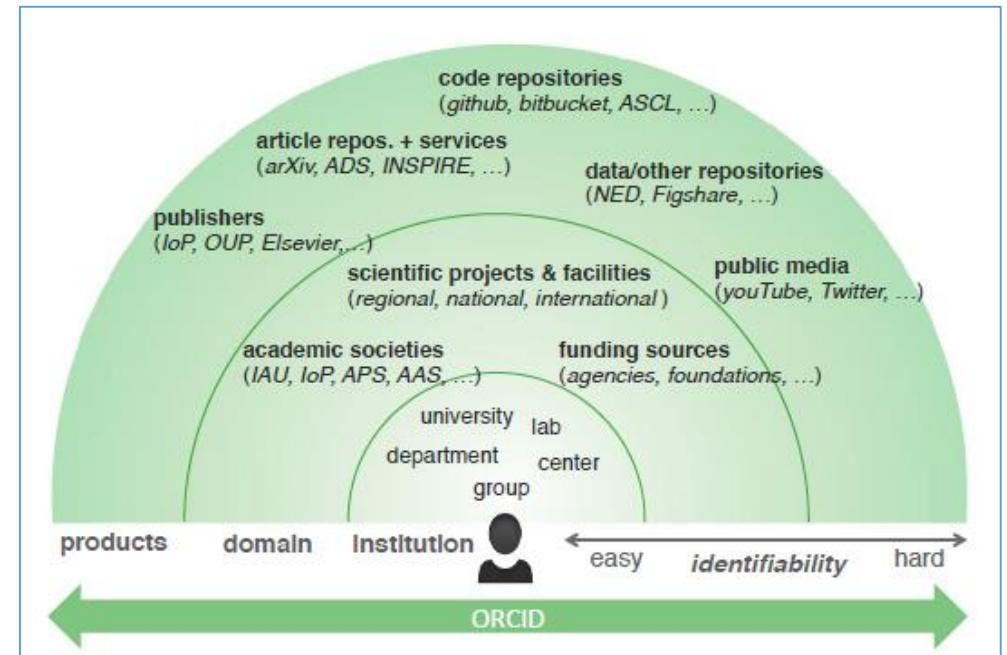 code repositories
(github, bitbucket, ASCL, ...)
article repos. + services
(arXiv, ADS, INSPIRE, ...)
data/other repositories
(NED, Figshare, ...)
publishers
(IoP, OUP, Elsevier,...)
scientific projects & facilities
(regional, national, international)
public media
(youTube, Twitter, ...)
academic societies
(IAU, IoP, APS, AAS, ...)
funding sources
(agencies, foundations, ...)
university
lab
department
center
group
products domain institution
easy identifiability hard
ORCID